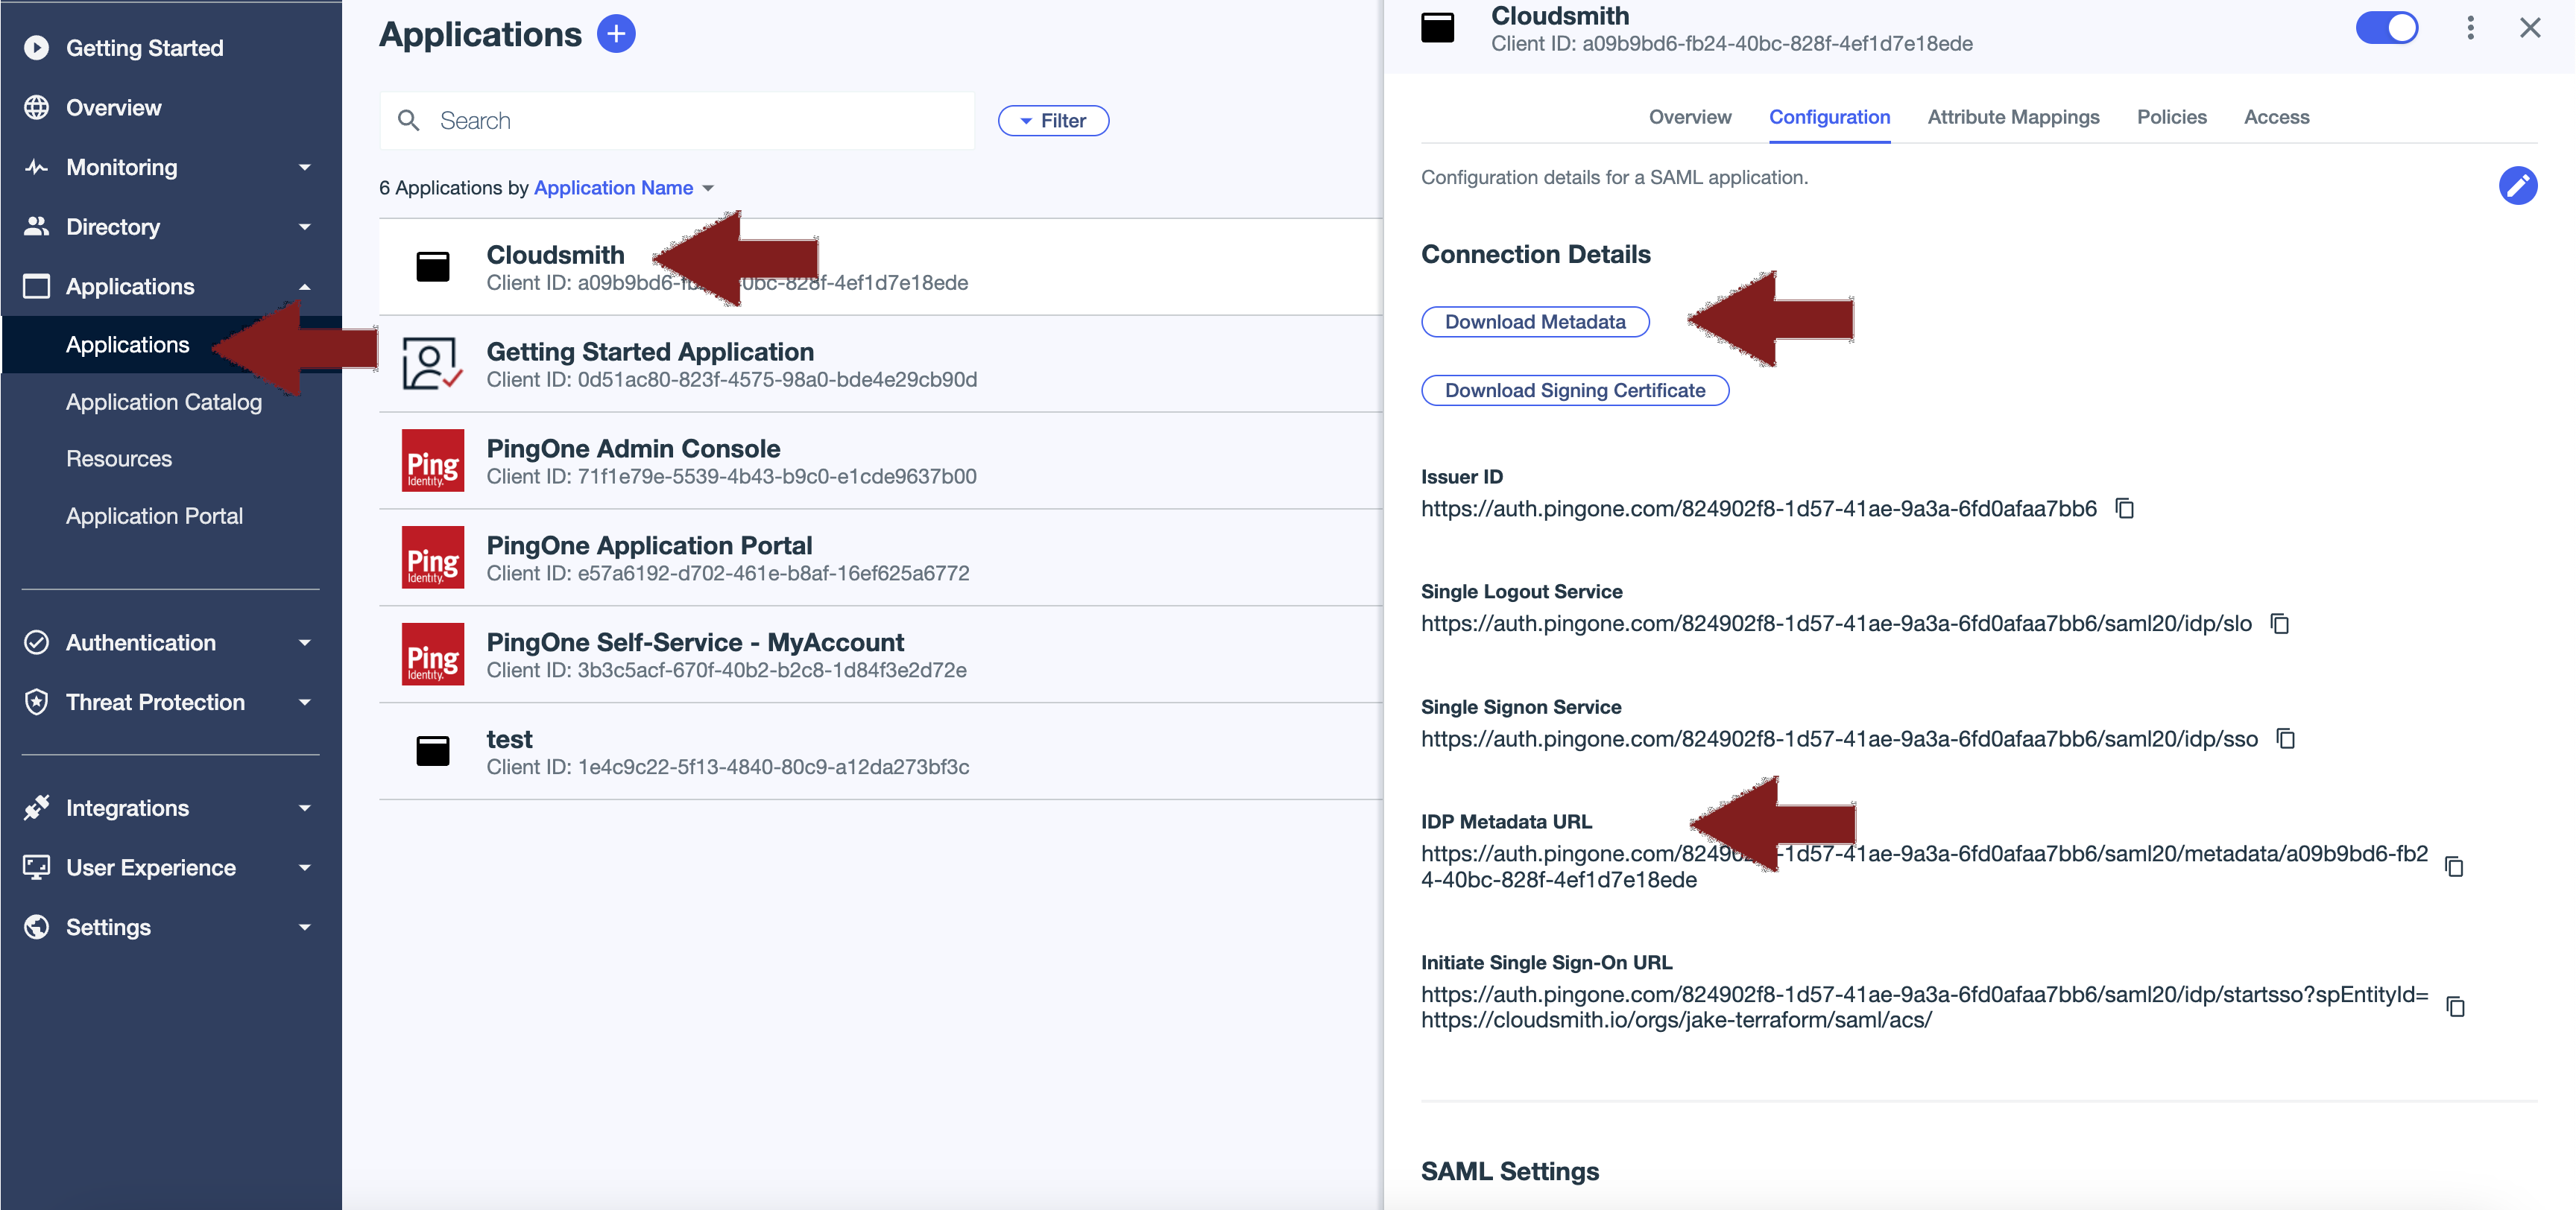 Getting Started
Overview
Monitoring
Directory
Applications
Applications
Application Catalog
Resources
Application Portal
Authentication
Threat Protection
Integrations
User Experience
Settings
Applications
Search
Filter
6 Applications by Application Name
Cloudsmith
Client ID: a09b9bd6-fb 0bc-828f-4ef1d7e18ede
Getting Started Application
Client ID: 0d51ac80-823f-4575-98a0-bde4e29cb90d
Ping
Identity.
PingOne Admin Console
Client ID: 71f1e79e-5539-4b43-b9c0-e1cde9637b00
Ping
Identity.
PingOne Application Portal
Client ID: e57a6192-d702-461e-b8af-16ef625a6772
Ping
Identity.
PingOne Self-Service - MyAccount
Client ID: 3b3c5acf-670f-40b2-b2c8-1d84f3e2d72e
test
Client ID: 1e4c9c22-5f13-4840-80c9-a12da273bf3c
Cloudsmith
Client ID: a09b9bd6-fb24-40bc-828f-4ef1d7e18ede
Overview Configuration Attribute Mappings Policies Access
Configuration details for a SAML application.
Connection Details
Download Metadata
Download Signing Certificate
Issuer ID
https://auth.pingone.com/824902f8-1d57-41ae-9a3a-6fd0afaa7bb6
Single Logout Service
https://auth.pingone.com/824902f8-1d57-41ae-9a3a-6fd0afaa7bb6/saml20/idp/slo
Single Signon Service
https://auth.pingone.com/824902f8-1d57-41ae-9a3a-6fd0afaa7bb6/saml20/idp/sso
IDP Metadata URL
https://auth.pingone.com/82490 -1d57-41ae-9a3a-6fd0afaa7bb6/saml20/metadata/a09b9bd6-fb2
4-40bc-828f-4ef1d7e18ede
Initiate Single Sign-On URL
https://auth.pingone.com/824902f8-1d57-41ae-9a3a-6fd0afaa7bb6/saml20/idp/startsso?spEntityId=
https://cloudsmith.io/orgs/jake-terraform/saml/acs/
SAML Settings